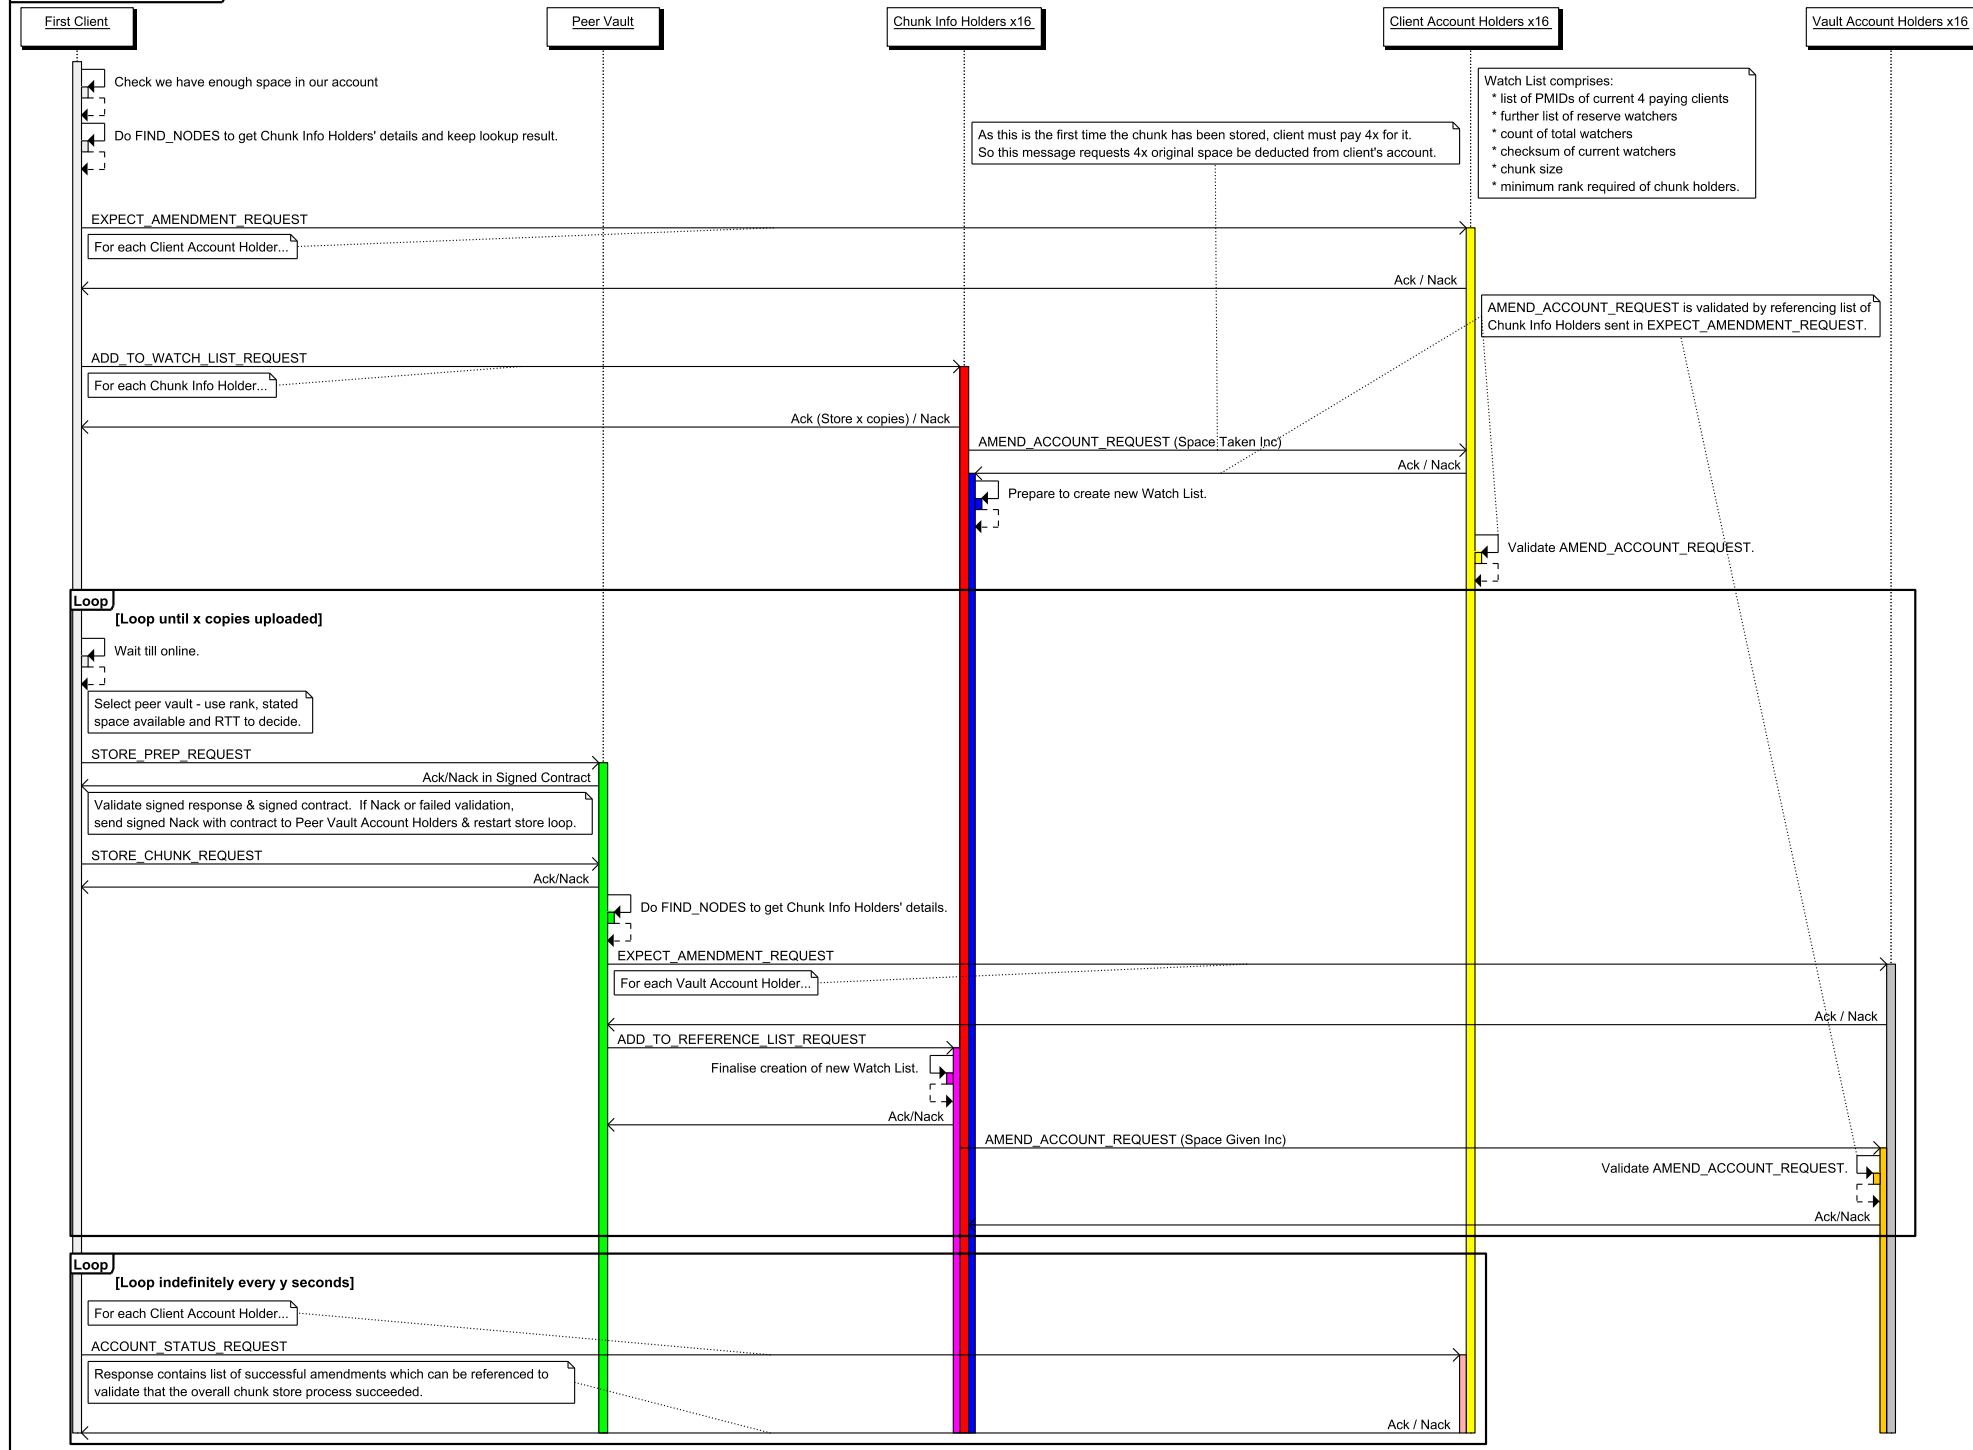 First Client
Peer Vault
Chunk Info Holders x16
Client Account Holders x16
Vault Account Holders x16
Check we have enough space in our account
Do FIND_NODES to get Chunk Info Holders' details and keep lookup result.
As this is the first time the chunk has been stored, client must pay 4x for it.
So this message requests 4x original space be deducted from client's account.
Watch List comprises:
* list of PMIDs of current 4 paying clients
* further list of reserve watchers
* count of total watchers
* checksum of current watchers
* chunk size
* minimum rank required of chunk holders.
EXPECT_AMENDMENT_REQUEST
For each Client Account Holder...
Ack / Nack
AMEND_ACCOUNT_REQUEST is validated by referencing list of
Chunk Info Holders sent in EXPECT_AMENDMENT_REQUEST.
ADD_TO_WATCH_LIST_REQUEST
For each Chunk Info Holder...
Ack (Store x copies) / Nack
AMEND_ACCOUNT_REQUEST (Space Taken Inc)
Ack / Nack
Prepare to create new Watch List.
Validate AMEND_ACCOUNT_REQUEST.
Loop
[Loop until x copies uploaded]
Wait till online.
Select peer vault - use rank, stated
space available and RTT to decide.
STORE_PREP_REQUEST
Ack/Nack in Signed Contract
Validate signed response & signed contract.  If Nack or failed validation,
send signed Nack with contract to Peer Vault Account Holders & restart store loop.
STORE_CHUNK_REQUEST
Ack/Nack
Do FIND_NODES to get Chunk Info Holders' details.
EXPECT_AMENDMENT_REQUEST
For each Vault Account Holder...
Ack / Nack
ADD_TO_REFERENCE_LIST_REQUEST
Finalise creation of new Watch List.
Ack/Nack
AMEND_ACCOUNT_REQUEST (Space Given Inc)
Validate AMEND_ACCOUNT_REQUEST.
Ack/Nack
Loop
[Loop indefinitely every y seconds]
For each Client Account Holder...
ACCOUNT_STATUS_REQUEST
Response contains list of successful amendments which can be referenced to
validate that the overall chunk store process succeeded.
Ack / Nack